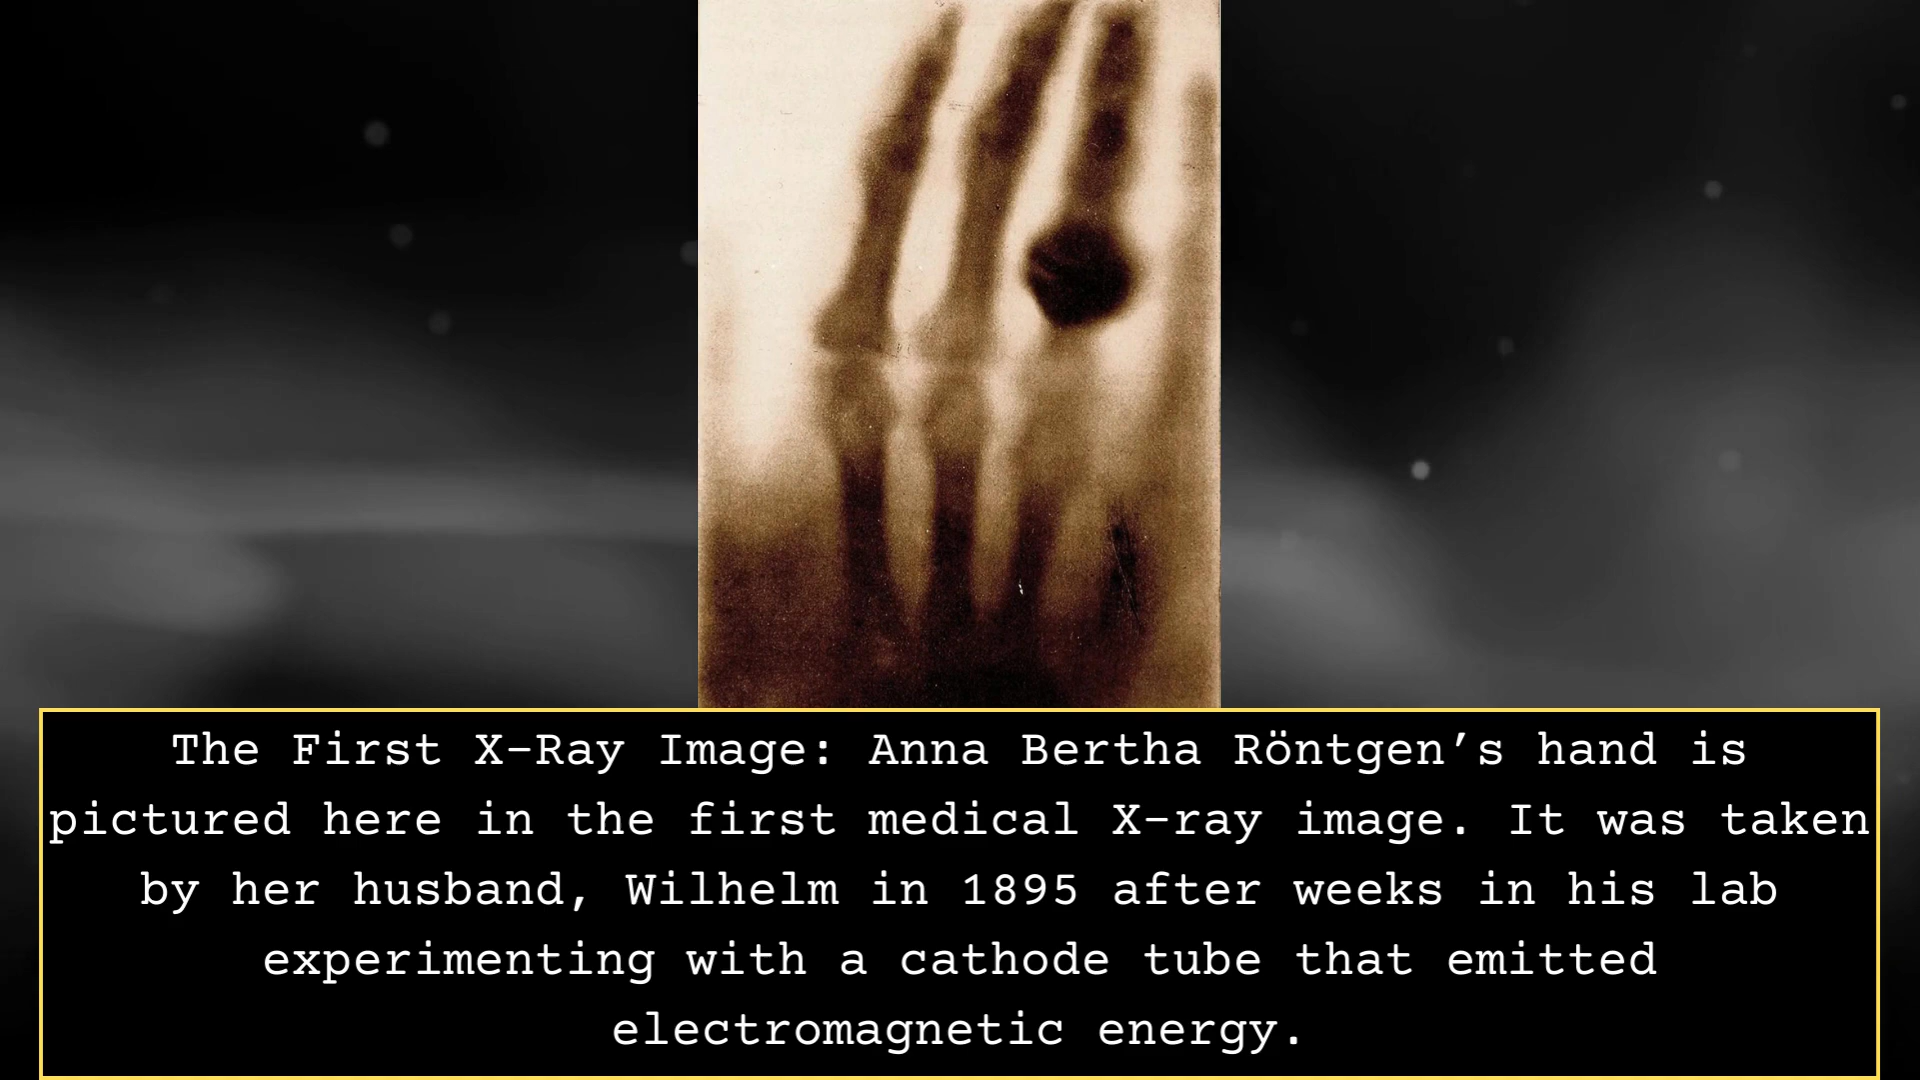 The First X-Ray Image: Anna Bertha Röntgen’s hand is
pictured here in the first medical X-ray image. It was taken
by her husband, Wilhelm in 1895 after weeks in his lab
experimenting with a cathode tube that emitted
electromagnetic energy.